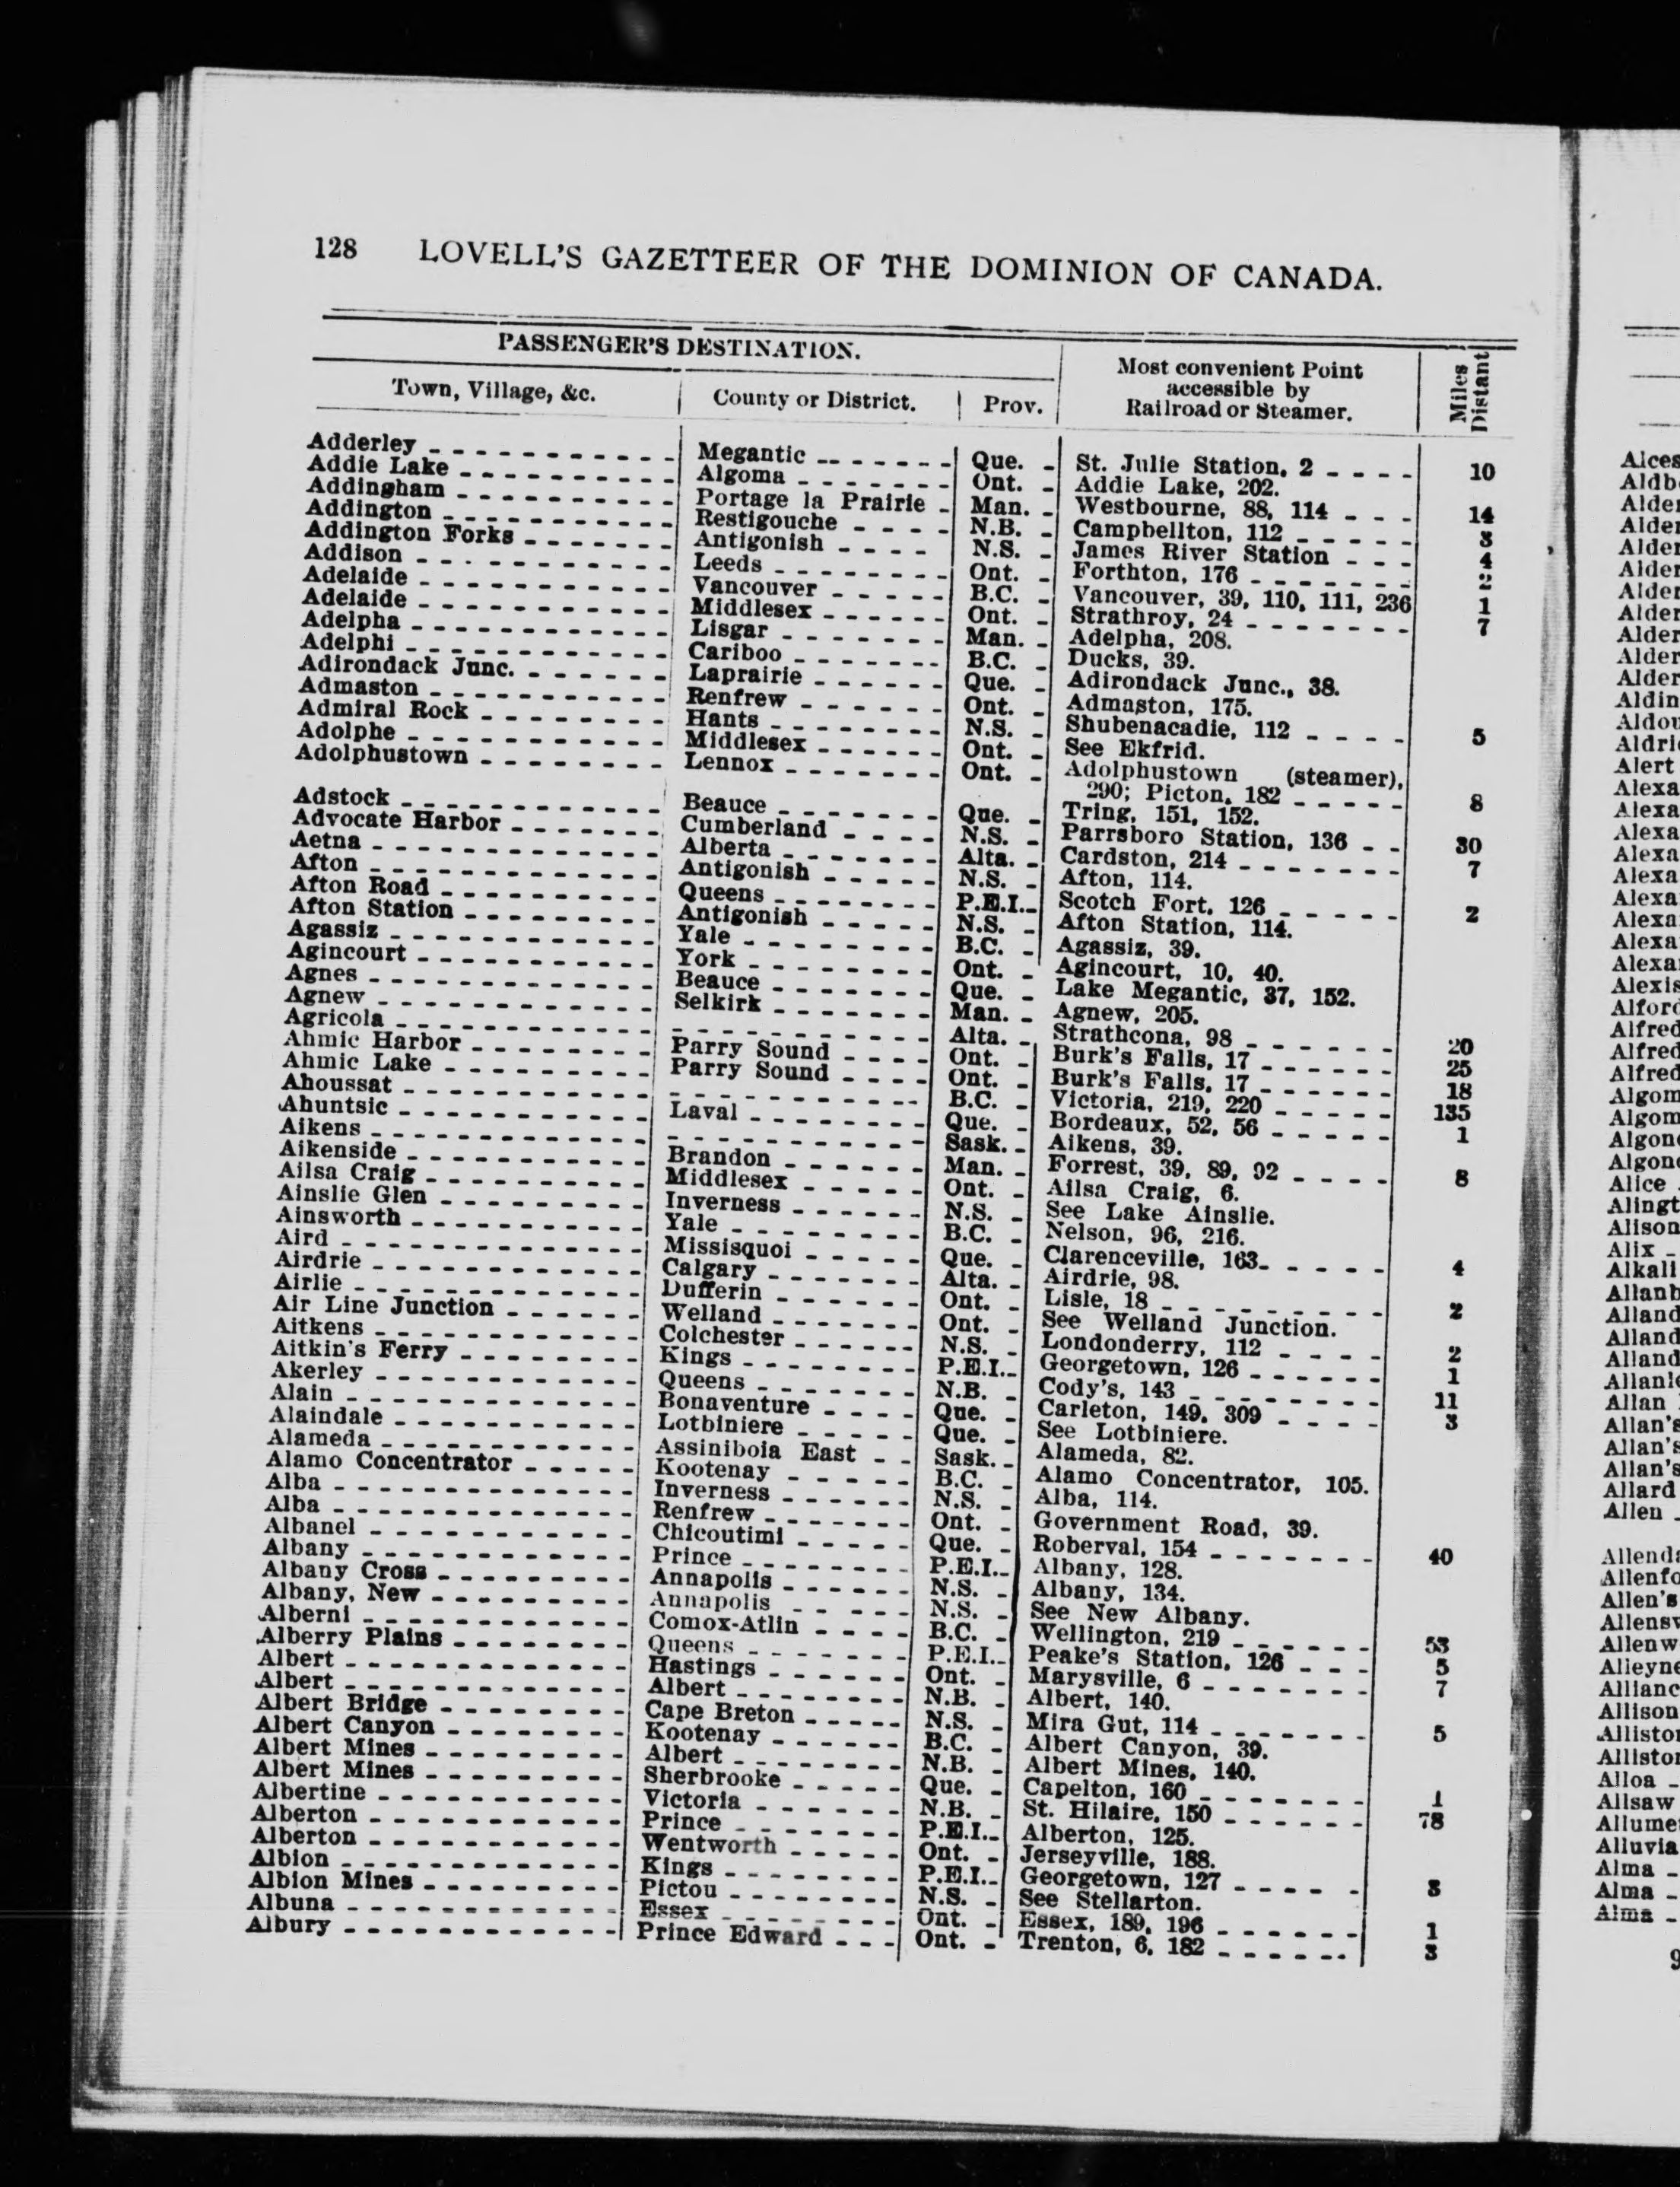 128 LOVELL'S GAZETTEER OF THE DOMINION OF CANADA.
PASSENGER'S DESTINATION.
Most convenient Point accessible by Railroad or Steamer.
Miles Distant
Town, Village, &c. County or District. Prov.
Adderley Megantic Que. St. Julie Station, 2 10
Addie Lake Algoma Ont. Addie Lake, 202.
Addingham Portage la Prairie Man. Westbourne, 88, 114 14
Addington Restigouche N.B. Campbellton, 112 3
Addington Forks Antigonish N.S. James River Station 4
Addison Leeds Ont. Forthton, 176 2
Adelaide Vancouver B.C. Vancouver, 39, 110, 111, 236 1
Adelaide Middlesex Ont. Strathroy, 24 7
Adelpha Lisgar Man. Adelpha, 208.
Adelphi Cariboo B.C. Ducks, 39.
Adirondack Junc. Laprairie Que. Adirondack Junc., 38.
Admaston Renfrew Ont. Admaston, 175.
Admiral Rock Hants N.S. Shubenacadie, 112 5
Adolphe Middlesex Ont. See Ekfrid.
Adolphustown Lennox Ont. Adolphustown (steamer),
290; Picton, 182 8
Adstock Beauce Que. Tring, 151, 152.
Advocate Harbor Cumberland N.S. Parrsboro Station, 136 30
Aetna Alberta Alta. Cardston, 214 7
Afton Antigonish N.S. Afton, 114.
Afton Road Queens P.E.I. Scotch Fort, 126 2
Afton Station Antigonish N.S. Afton Station, 114.
Agassiz Yale B.C. Agassiz, 39.
Agincourt York Ont. Agincourt, 10, 40.
Agnes Beauce Que. Lake Megantic, 37, 152.
Agnew Selkirk Man. Agnew, 205.
Agricola Alta. Strathcona, 98 20
Ahmic Harbor Parry Sound Ont. Burk's Falls, 17 25
Ahmic Lake Parry Sound Ont. Burk's Falls, 17 18
Ahoussat B.C. Victoria, 219, 220 135
Ahuntsic Laval Que. Bordeaux, 52, 56 1
Aikens Sask. Aikens, 39.
Aikenside Brandon Man. Forrest, 39, 89, 92 8
Ailsa Craig Middlesex Ont. Ailsa Craig, 6.
Ainslie Glen Inverness N.S. See Lake Ainslie.
Ainsworth Yale B.C. Nelson, 96, 216.
Aird Missisquoi Que. Clarenceville, 163 4
Airdrie Calgary Alta. Airdrie, 98.
Airlie Dufferin Ont. Lisle, 18 2
Air Line Junction Welland Ont. See Welland Junction.
Aitkens Colchester N.S. Londonderry, 112 2
Aitkin's Ferry Kings P.E.I. Georgetown, 126 1
Akerley Queens N.B. Cody's, 143 11
Alain Bonaventure Que. Carleton, 149, 309 3
Alaindale Lotbiniere Que. See Lotbiniere.
Alameda Assiniboia East Sask. Alameda, 82.
Alamo Concentrator Kootenay B.C. Alamo Concentrator, 105.
Alba Inverness N.S. Alba, 114.
Alba Renfrew Ont. Government Road, 39.
Albanel Chicoutimi Que. Roberval, 154 40
Albany Prince P.E.I. Albany, 128.
Albany Cross Annapolis N.S. Albany, 134.
Albany, New Annapolis N.S. See New Albany.
Alberni Comox-Atlin B.C. Wellington, 219 53
Alberry Plains Queens P.E.I. Peake's Station, 126 5
Albert Hastings Ont. Marysville, 6 7
Albert Albert N.B. Albert, 140.
Albert Bridge Cape Breton N.S. Mira Gut, 114 5
Albert Canyon Kootenay B.C. Albert Canyon, 39.
Albert Mines Albert N.B. Albert Mines, 140.
Albert Mines Sherbrooke Que. Capelton, 160 1
Albertine Victoria N.B. St. Hilaire, 150 78
Alberton Prince P.E.I. Alberton, 125.
Alberton Wentworth Ont. Jerseyville, 188.
Albion Kings P.E.I. Georgetown, 127 3
Albion Mines Pictou N.S. See Stellarton.
Albuna Essex Ont. Essex, 189, 196 1
Albury Prince Edward Ont. Trenton, 6, 182 3
Alice
Alison
Alix
Alkali
Allan
Allard
Allen
Alloa
Allsaw
Alma
Alma
Alma